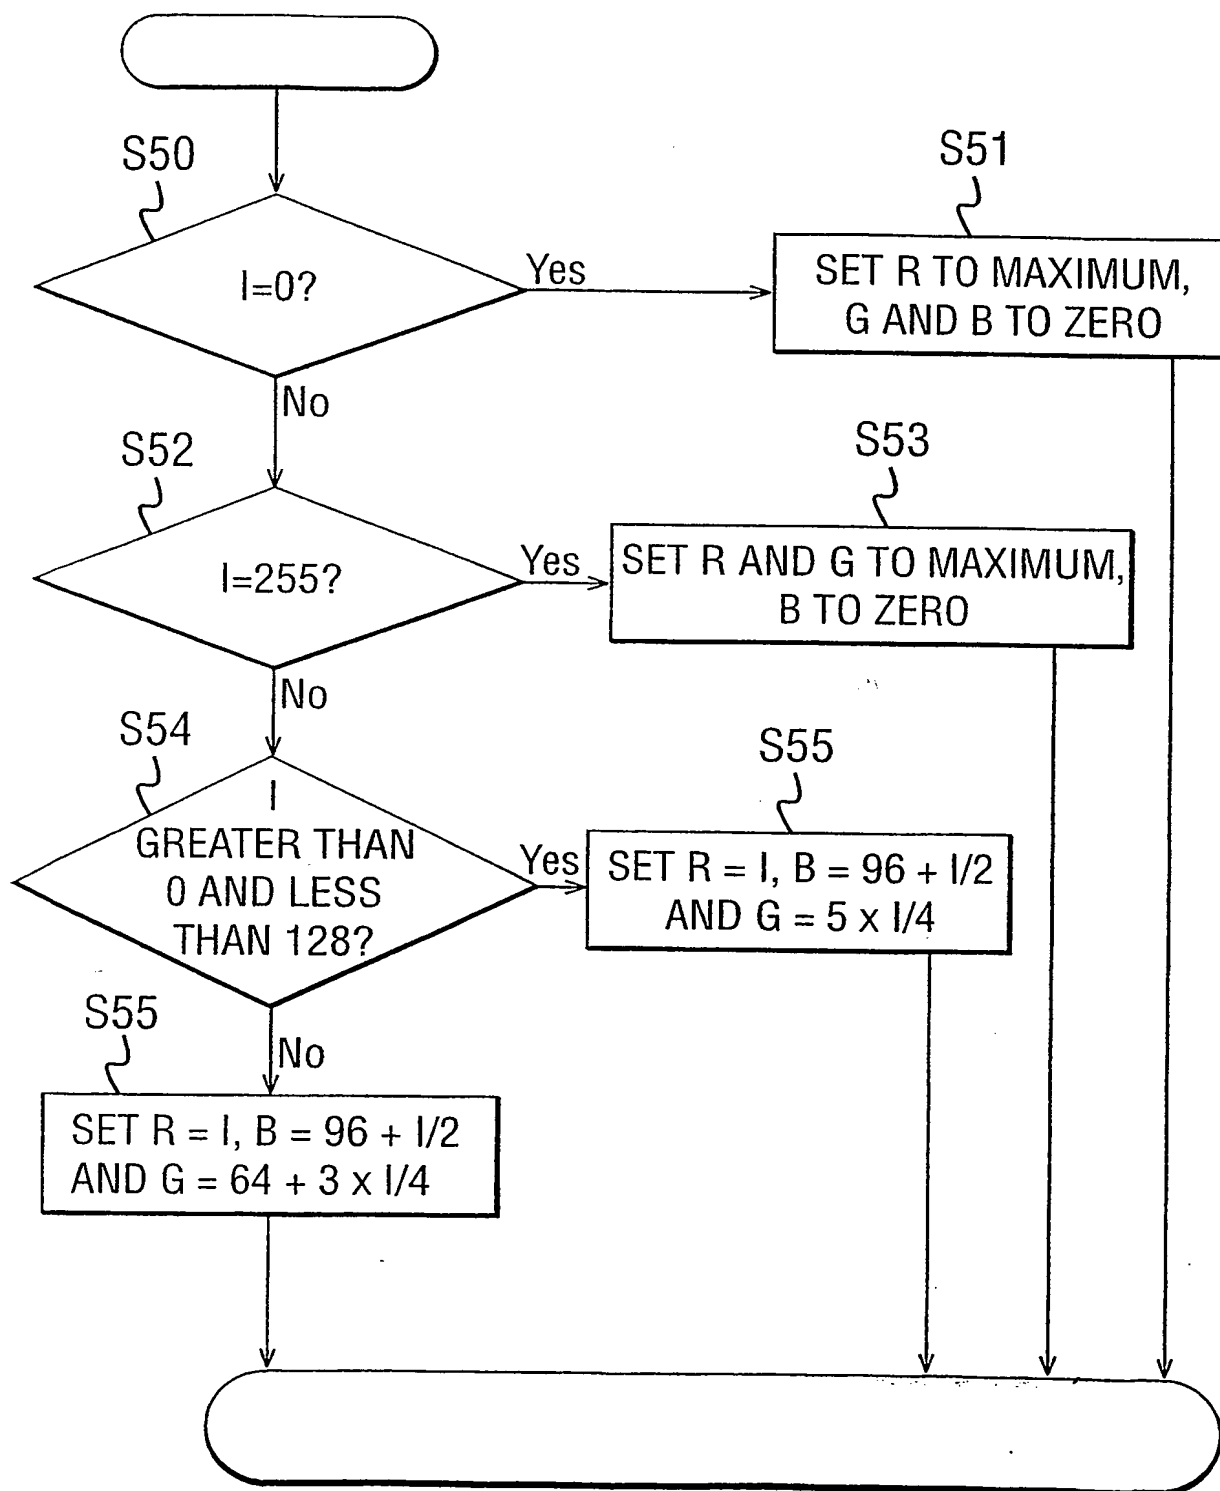 S50
I=0?
Yes
S51
SET R TO MAXIMUM,
G AND B TO ZERO
No
S52
I=255?
Yes
S53
SET R AND G TO MAXIMUM,
B TO ZERO
No
S54
I
GREATER THAN
0 AND LESS
THAN 128?
Yes
S55
SET R = I, B = 96 + I/2
AND G = 5 x I/4
No
S55
SET R = I, B = 96 + I/2
AND G = 64 + 3 x I/4